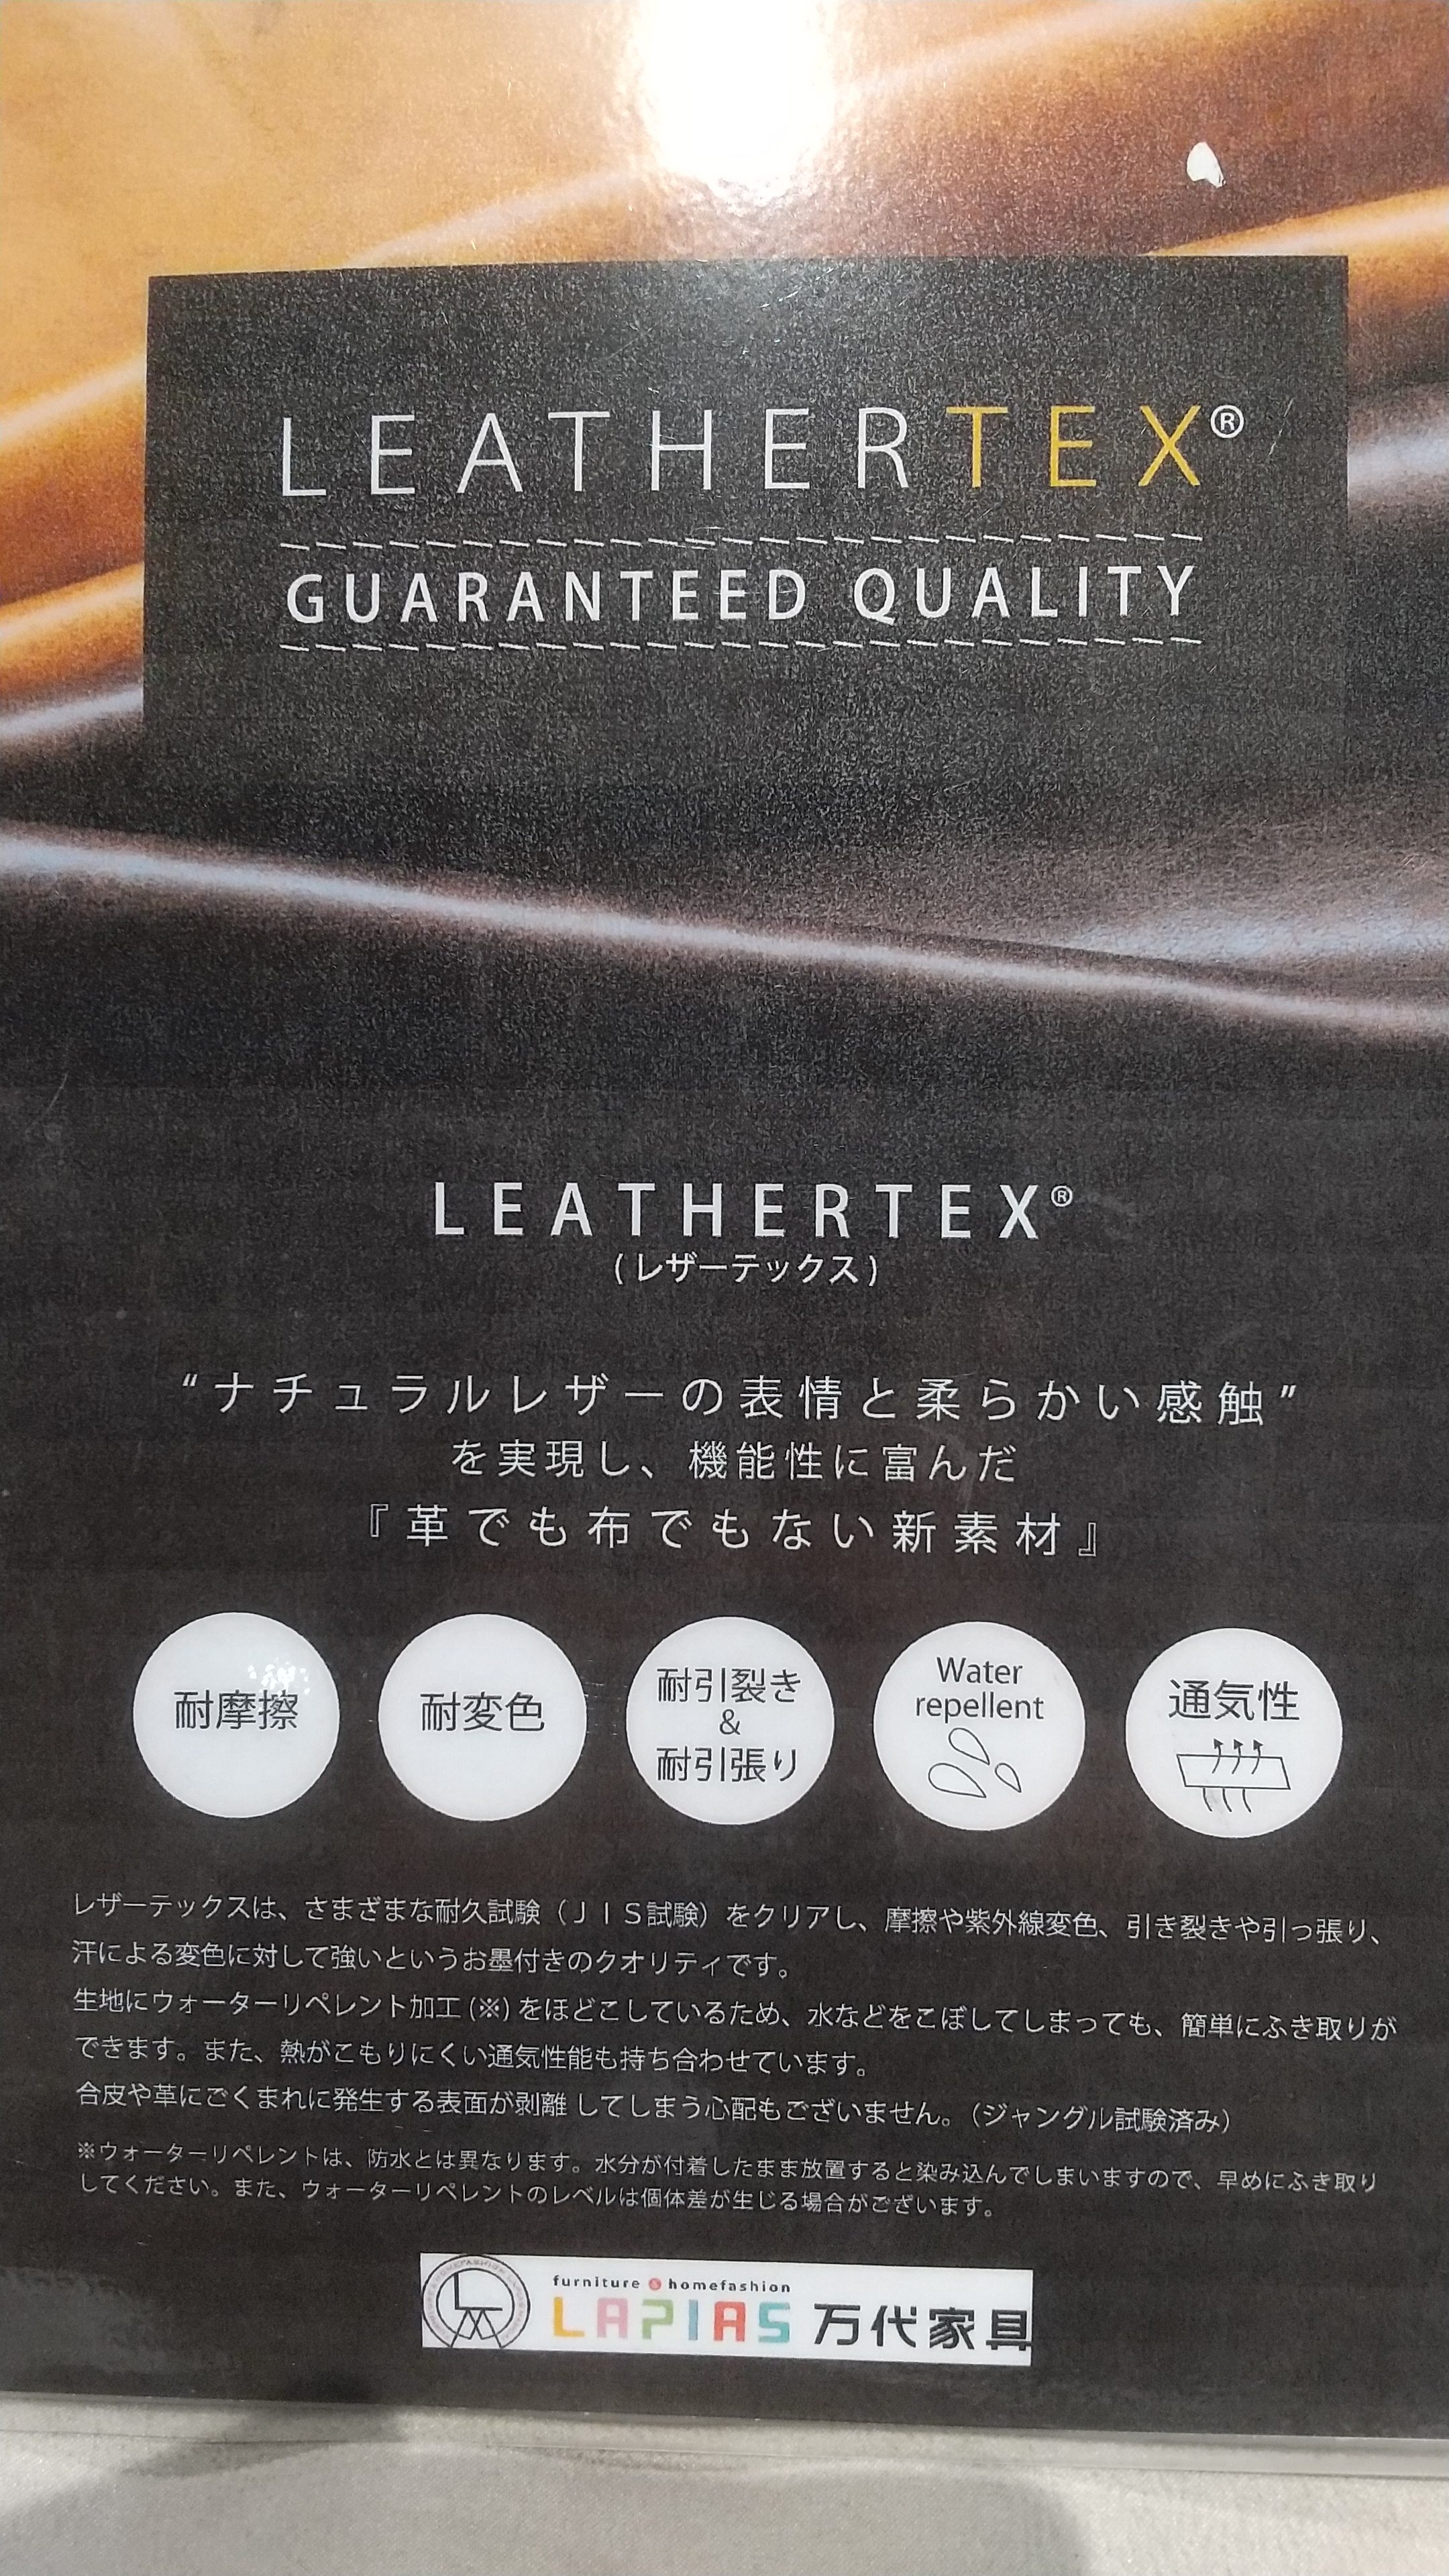 LEATHERTEX®
GUARANTEED QUALITY
LEATHERTEX®
(レザーテックス)
“ナチュラルレザーの表情と柔らかい感触”
を実現し、機能性に富んだ
『革でも布でもない新素材』
耐摩擦
耐変色
耐引裂き
&
耐引張り
Water
repellent
通気性
レザーテックスは、さまざまな耐久試験（ＪＩＳ試験）をクリアし、摩擦や紫外線変色、引き裂きや引っ張り、
汗による変色に対して強いというお墨付きのクオリティです。
生地にウォーターリペレント加工(※)をほどこしているため、水などをこぼしてしまっても、簡単にふき取りが
できます。また、熱がこもりにくい通気性能も持ち合わせています。
合皮や革にごくまれに発生する表面が剥離してしまう心配もございません。（ジャングル試験済み）
※ウォーターリペレントは、防水とは異なります。水分が付着したまま放置すると染み込んでしまいますので、早めにふき取り
してください。また、ウォーターリペレントのレベルは個体差が生じる場合がございます。
furniture & homefashion
LAPIAS 万代家具